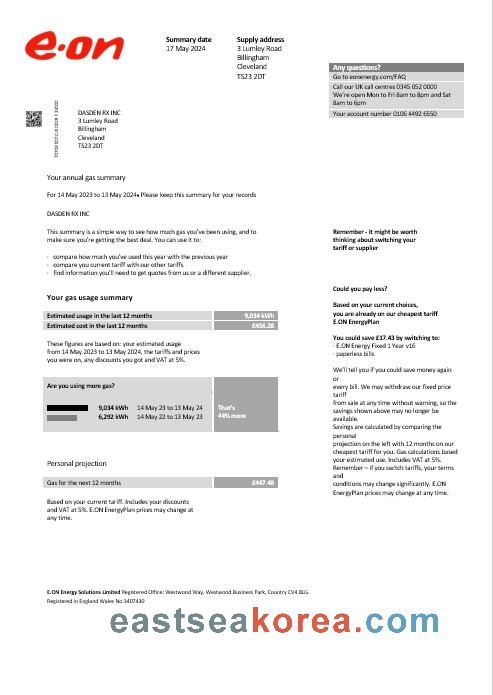 e·on
Summary date
17 May 2024
Supply address
3 Lumley Road
Billingham
Cleveland
TS23 2DT
Any questions?
Go to eonenergy.com/FAQ
Call our UK call centres 0345 052 0000
We're open Mon to Fri 8am to 8pm and Sat
8am to 6pm
Your account number 0106 4492 6550
DASDEN RX INC
3 Lumley Road
Billingham
Cleveland
TS23 2DT
Your annual gas summary
For 14 May 2023 to 13 May 2024. Please keep this summary for your records
DASDEN RX INC
This summary is a simple way to see how much gas you've been using, and to
make sure you're getting the best deal. You can use it to:
- compare how much you've used this year with the previous year
- compare you current tariff with our other tariffs
- find information you'll need to get quotes from us or a different supplier.
Your gas usage summary
Estimated usage in the last 12 months 9,034 kWh
Estimated cost in the last 12 months £456.28
These figures are based on: your estimated usage
from 14 May 2023 to 13 May 2024, the tariffs and prices
you were on, any discounts you got and VAT at 5%.
Are you using more gas?
9,034 kWh 14 May 23 to 13 May 24
6,292 kWh 14 May 22 to 13 May 23
That's
44% more
Personal projection
Gas for the next 12 months £447.48
Based on your current tariff. Includes your discounts
and VAT at 5%. E.ON EnergyPlan prices may change at
any time.
Remember - it might be worth
thinking about switching your
tariff or supplier
Could you pay less?
Based on your current choices,
you are already on our cheapest tariff
E.ON EnergyPlan
You could save £17.43 by switching to:
- E.ON Energy Fixed 1 Year v16
- paperless bills
We'll tell you if you could save money again
or
every bill. We may withdraw our fixed price
tariff
from sale at any time without warning, so the
savings shown above may no longer be
available.
Savings are calculated by comparing the
personal
projection on the left with 12 months on our
cheapest tariff for you. Gas calculations based
your estimated use. Includes VAT at 5%.
Remember – if you switch tariffs, your terms
and
conditions may change significantly. E.ON
EnergyPlan prices may change at any time.
E.ON Energy Solutions Limited Registered Office: Westwood Way, Westwood Business Park, Country CV4 8LG.
Registered in England Wales No.3407430
eastseakorea.com